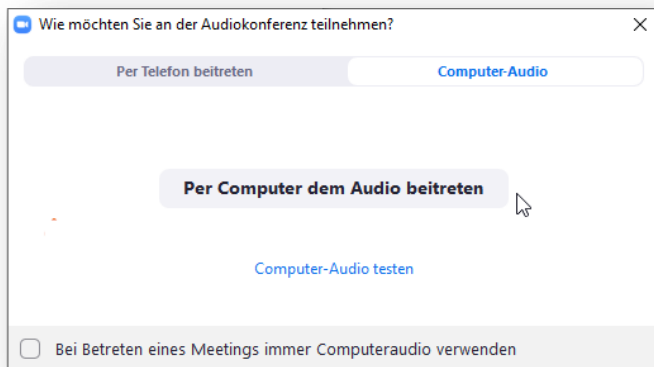 Wie möchten Sie an der Audiokonferenz teilnehmen?
Per Telefon beitreten
Computer-Audio
Per Computer dem Audio beitreten
Computer-Audio testen
Bei Betreten eines Meetings immer Computeraudio verwenden